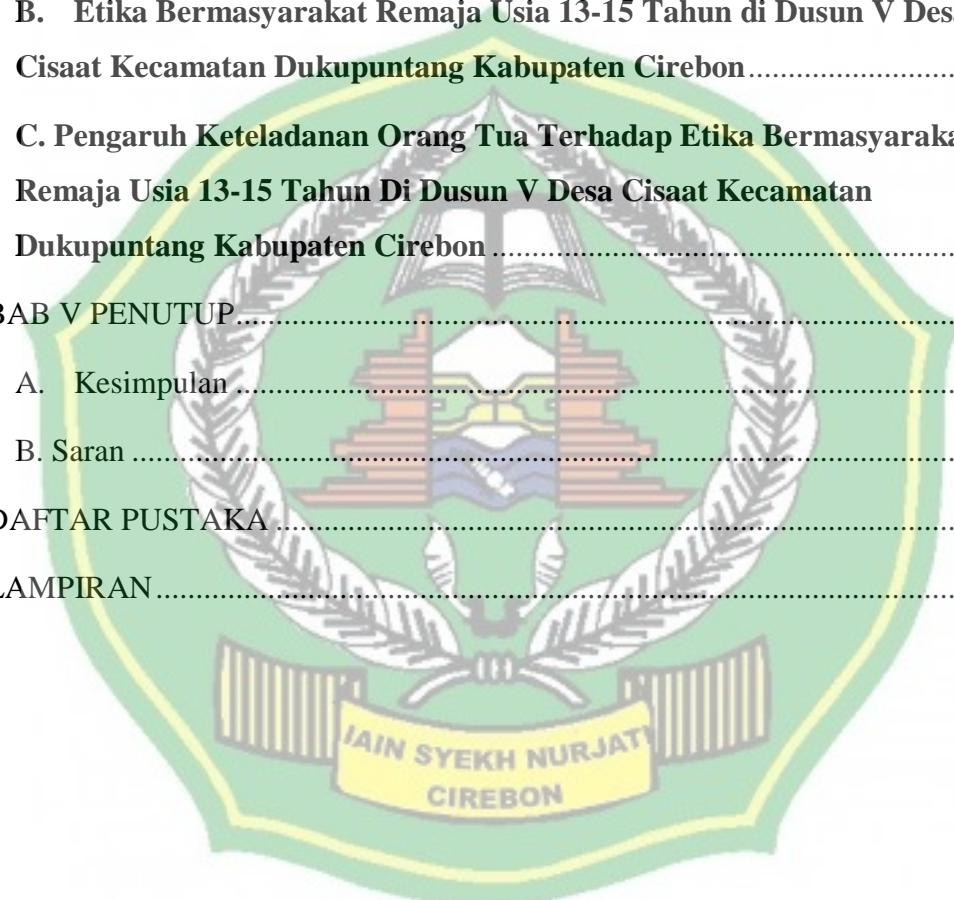 B. Etika Bermasyarakat Remaja Usia 13-15 Tahun di Dusun V
Cisaat Kecamatan Dukupuntang Kabupaten Cirebon ........................
C. Pengaruh Keteladanan Orang Tua Terhadap Etika
Remaja Usia 13-15 Tahun Di Dusun V Desa Cisaat Kecamatan
Dukupuntang Kabupaten Cirebon ........................
BAB V PENUTUP ........................
A. Kesimpulan ........................
B. Saran ........................
DAFTAR PUSTAKA ........................
LAMPIRAN ........................
IAIN SYEKH NURJATI
CIREBON